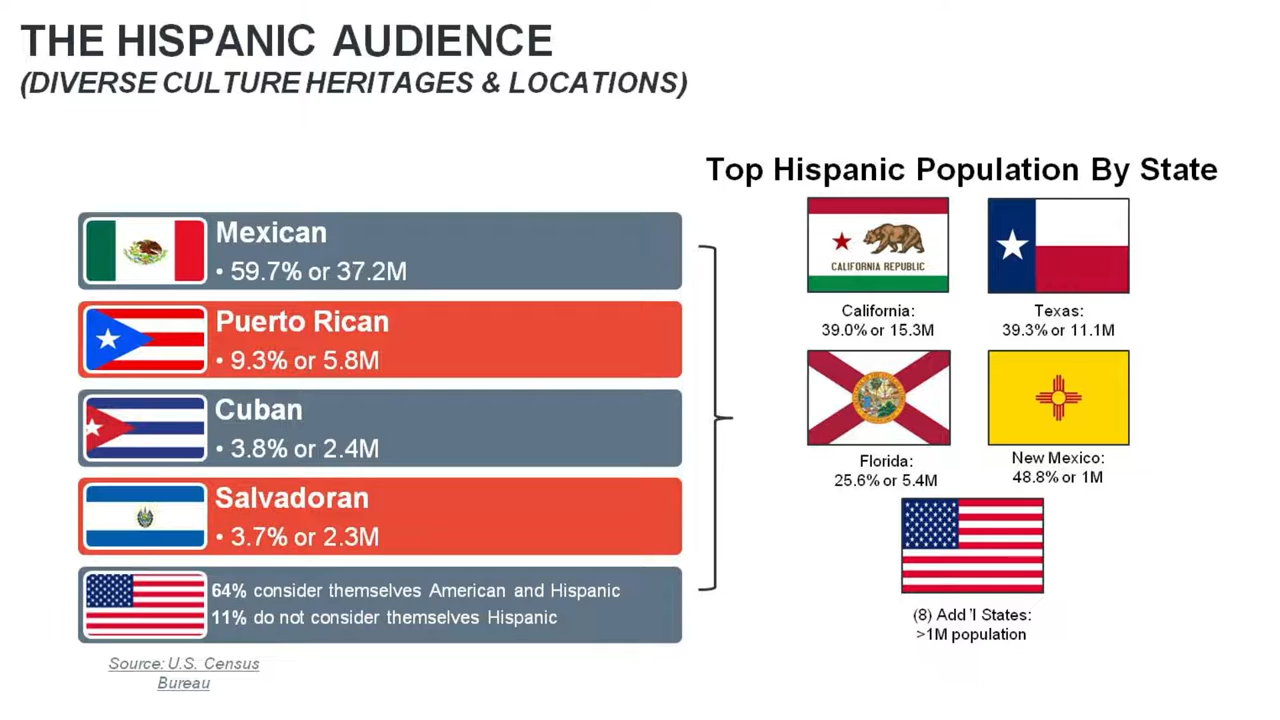 THE HISPANIC AUDIENCE
(DIVERSE CULTURE HERITAGES & LOCATIONS)
Mexican
• 59.7% or 37.2M
Puerto Rican
• 9.3% or 5.8M
Cuban
• 3.8% or 2.4M
Salvadoran
• 3.7% or 2.3M
64% consider themselves American and Hispanic
11% do not consider themselves Hispanic
Source: U.S. Census
Bureau
Top Hispanic Population By State
CALIFORNIA REPUBLIC
California:
39.0% or 15.3M
Texas:
39.3% or 11.1M
Florida:
25.6% or 5.4M
New Mexico:
48.8% or 1M
(8) Add'l States:
>1M population